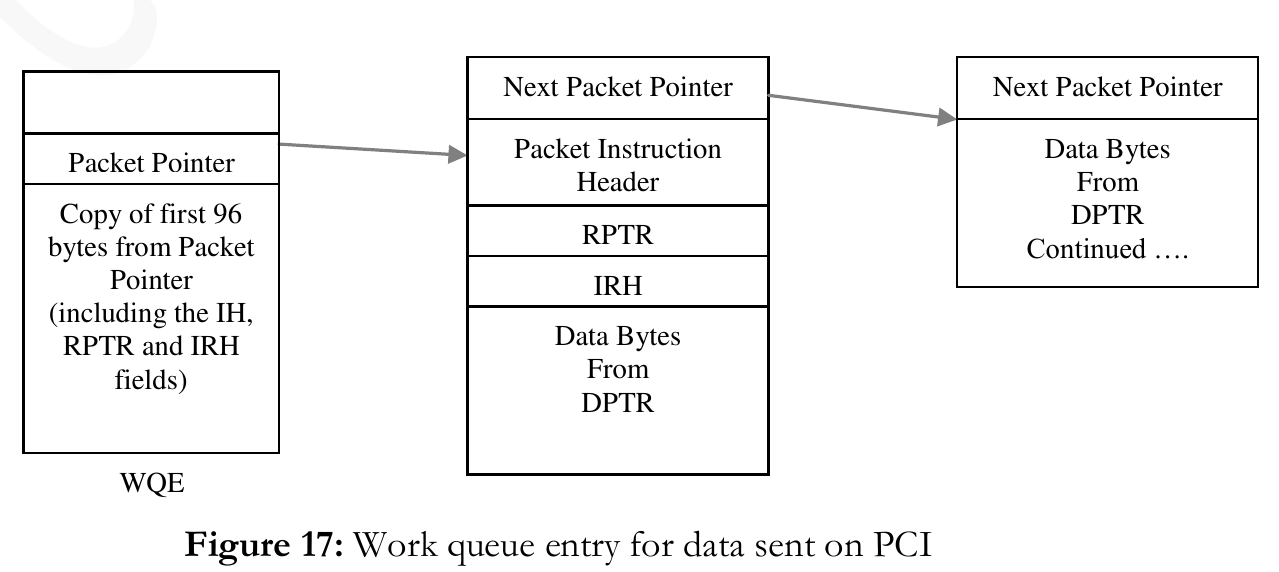 Packet Pointer
Copy of first 96
bytes from Packet
Pointer
(including the IH,
RPTR and IRH
fields)
WQE
Next Packet Pointer
Packet Instruction
Header
RPTR
IRH
Data Bytes
From
DPTR
Next Packet Pointer
Data Bytes
From
DPTR
Continued ….
Figure 17: Work queue entry for data sent on PCI